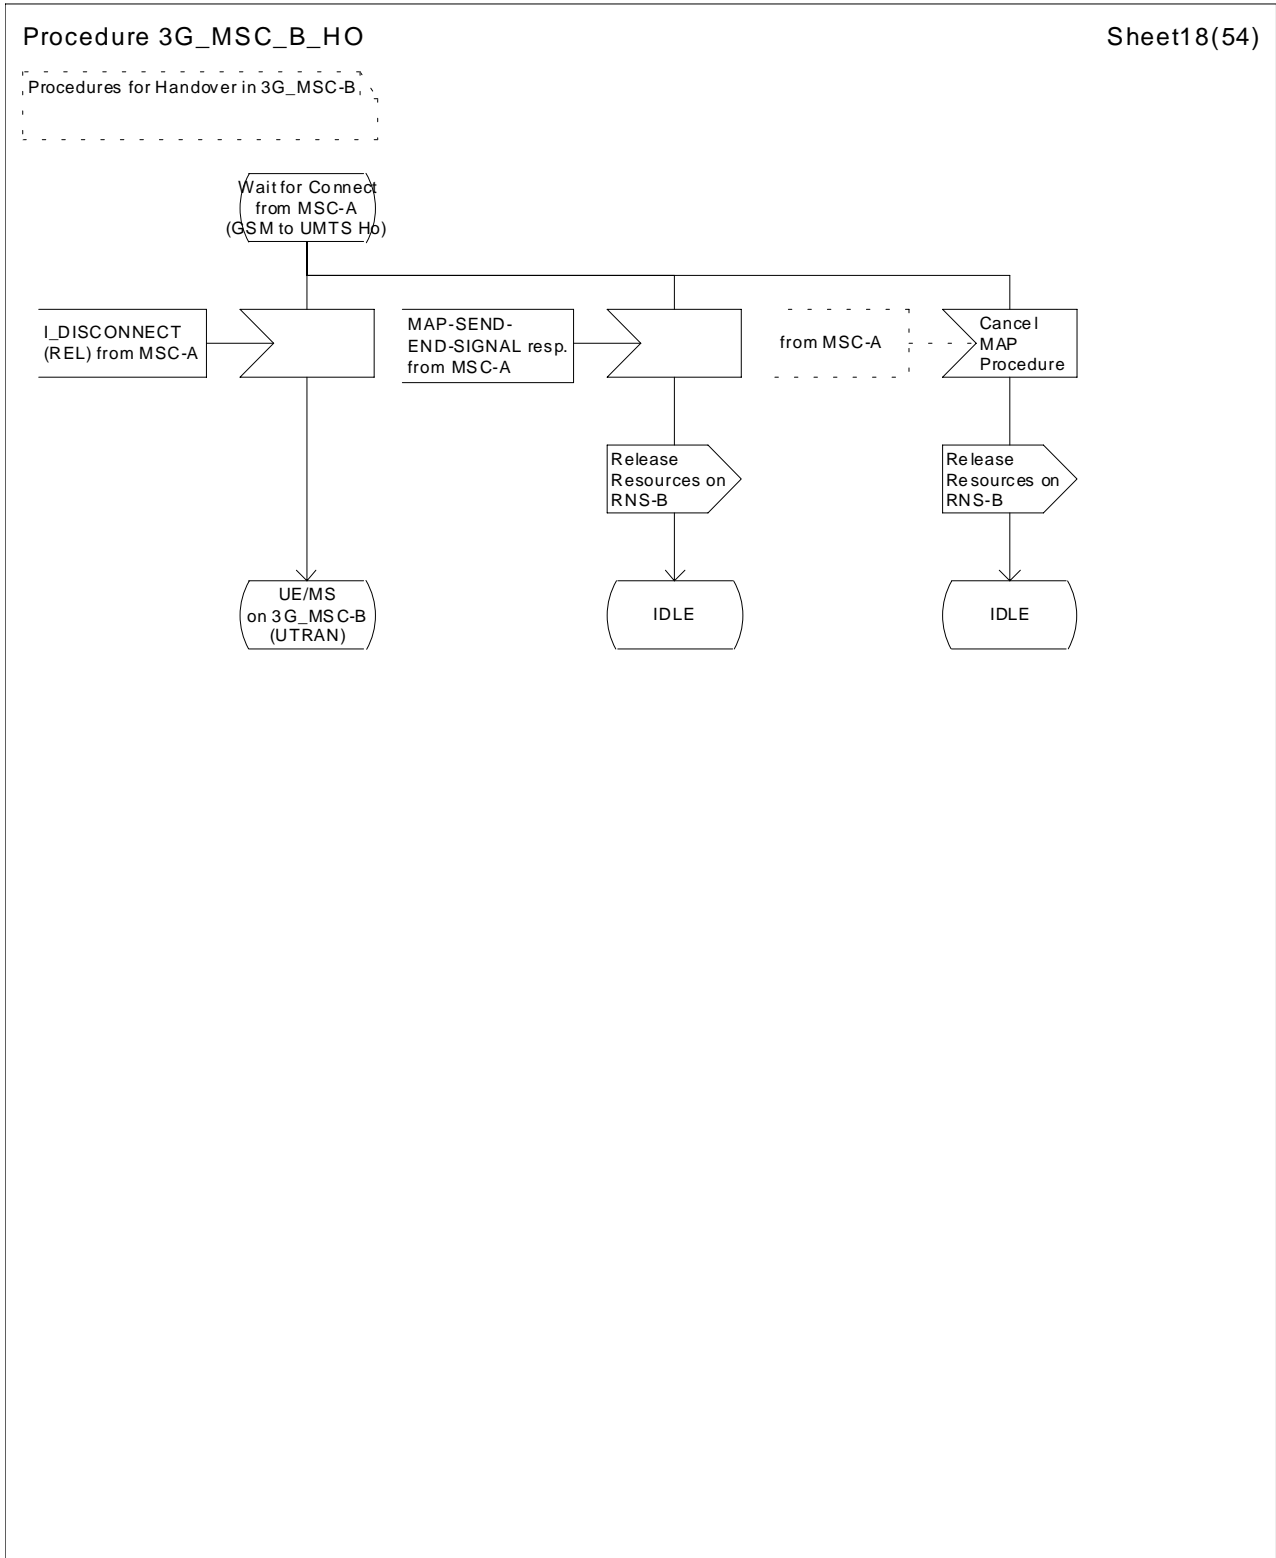 Procedure 3G_MSC_B_HO
Sheet18(54)
Procedures for Handover in 3G_MSC-B
Wait for Connect
from MSC-A
(GSM to UMTS Ho)
I_DISCONNECT
(REL) from MSC-A
MAP-SEND-
END-SIGNAL resp.
from MSC-A
from MSC-A
Cancel
MAP
Procedure
Release
Resources on
RNS-B
Release
Resources on
RNS-B
UE/MS
on 3G_MSC-B
(UTRAN)
IDLE
IDLE